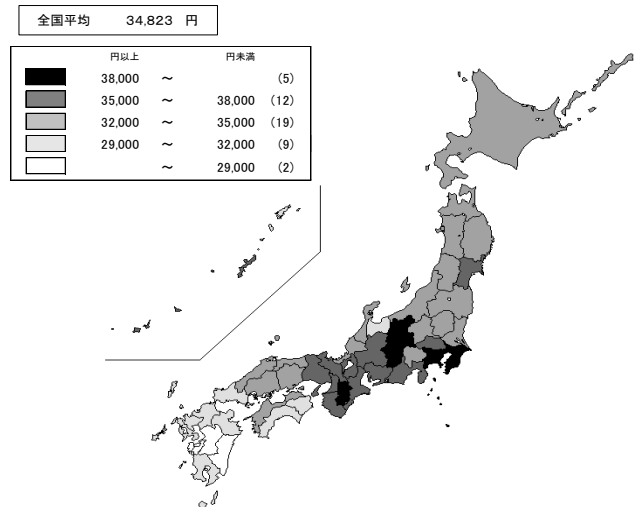 全国平均 34,823 円
円以上 円未満
38,000 ～ (5)
35,000 ～ 38,000 (12)
32,000 ～ 35,000 (19)
29,000 ～ 32,000 (9)
～ 29,000 (2)